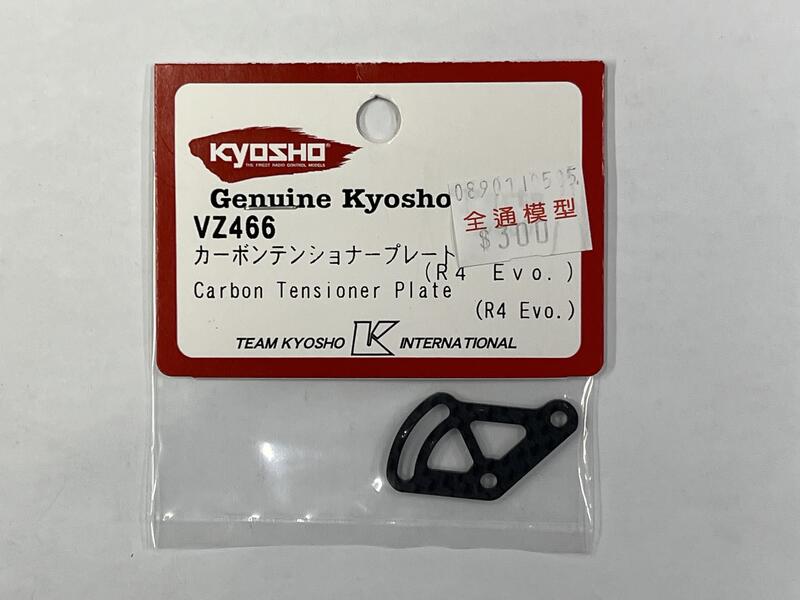 KYOSHO
THE FINEST RADIO CONTROL MODELS
Genuine Kyosho
全通模型
$300
VZ466
カーボンテンショナープレート
(R4 Evo.)
Carbon Tensioner Plate
(R4 Evo.)
TEAM KYOSHO K INTERNATIONAL